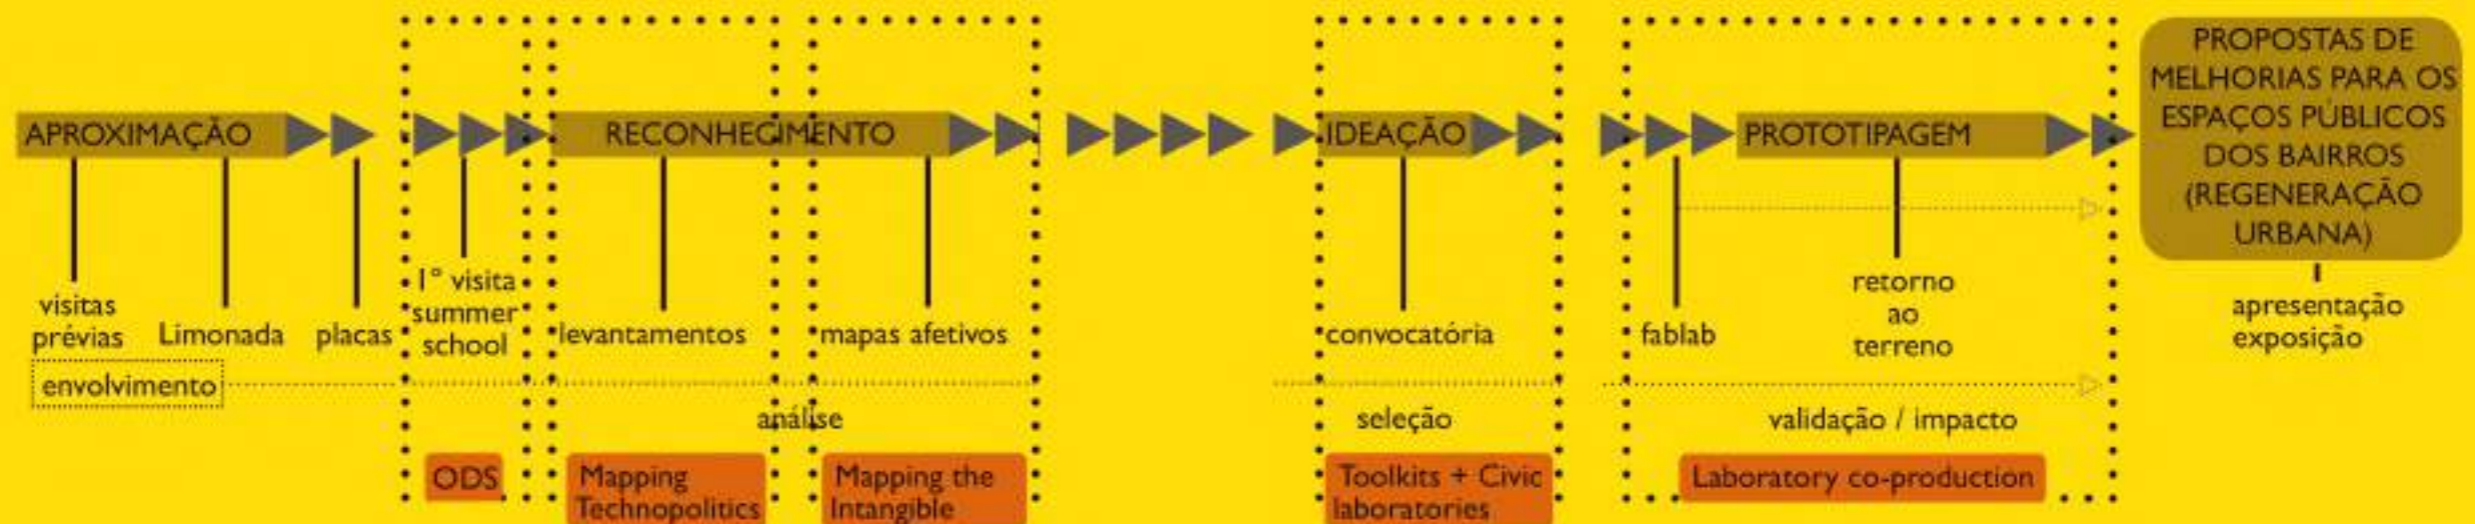 APROXIMAÇÃO
RECONHECIMENTO
IDEAÇÃO
PROTOTIPAGEM
PROPOSTAS DE
MELHORIAS PARA OS
ESPAÇOS PÚBLICOS
DOS BAIRROS
(REGENERAÇÃO
URBANA)
visitas
prévias
Limonada
placas
1° visita
summer
school
levantamentos
mapas afetivos
convocatória
fablab
retorno
ao
terreno
apresentação
exposição
envolvimento
análise
seleção
validação / impacto
ODS
Mapping
Technopolitics
Mapping the
Intangible
Toolkits + Civic
laboratories
Laboratory co-production